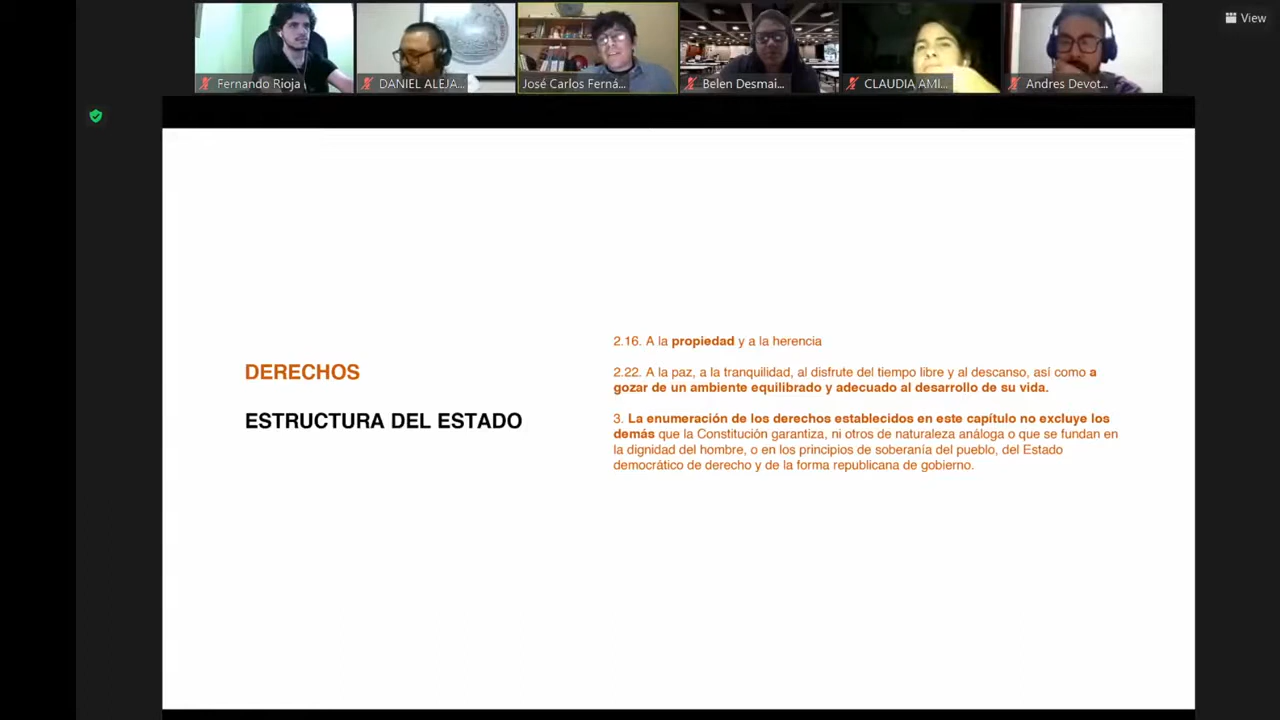 View
Fernando Rioja
DANIEL ALEJA...
José Carlos Ferná...
Belen Desmai...
CLAUDIA AMI...
Andres Devot...
DERECHOS
ESTRUCTURA DEL ESTADO
2.16. A la propiedad y a la herencia
2.22. A la paz, a la tranquilidad, al disfrute del tiempo libre y al descanso, así como a
gozar de un ambiente equilibrado y adecuado al desarrollo de su vida.
3. La enumeración de los derechos establecidos en este capítulo no excluye los
demás que la Constitución garantiza, ni otros de naturaleza análoga o que se fundan en
la dignidad del hombre, o en los principios de soberanía del pueblo, del Estado
democrático de derecho y de la forma republicana de gobierno.